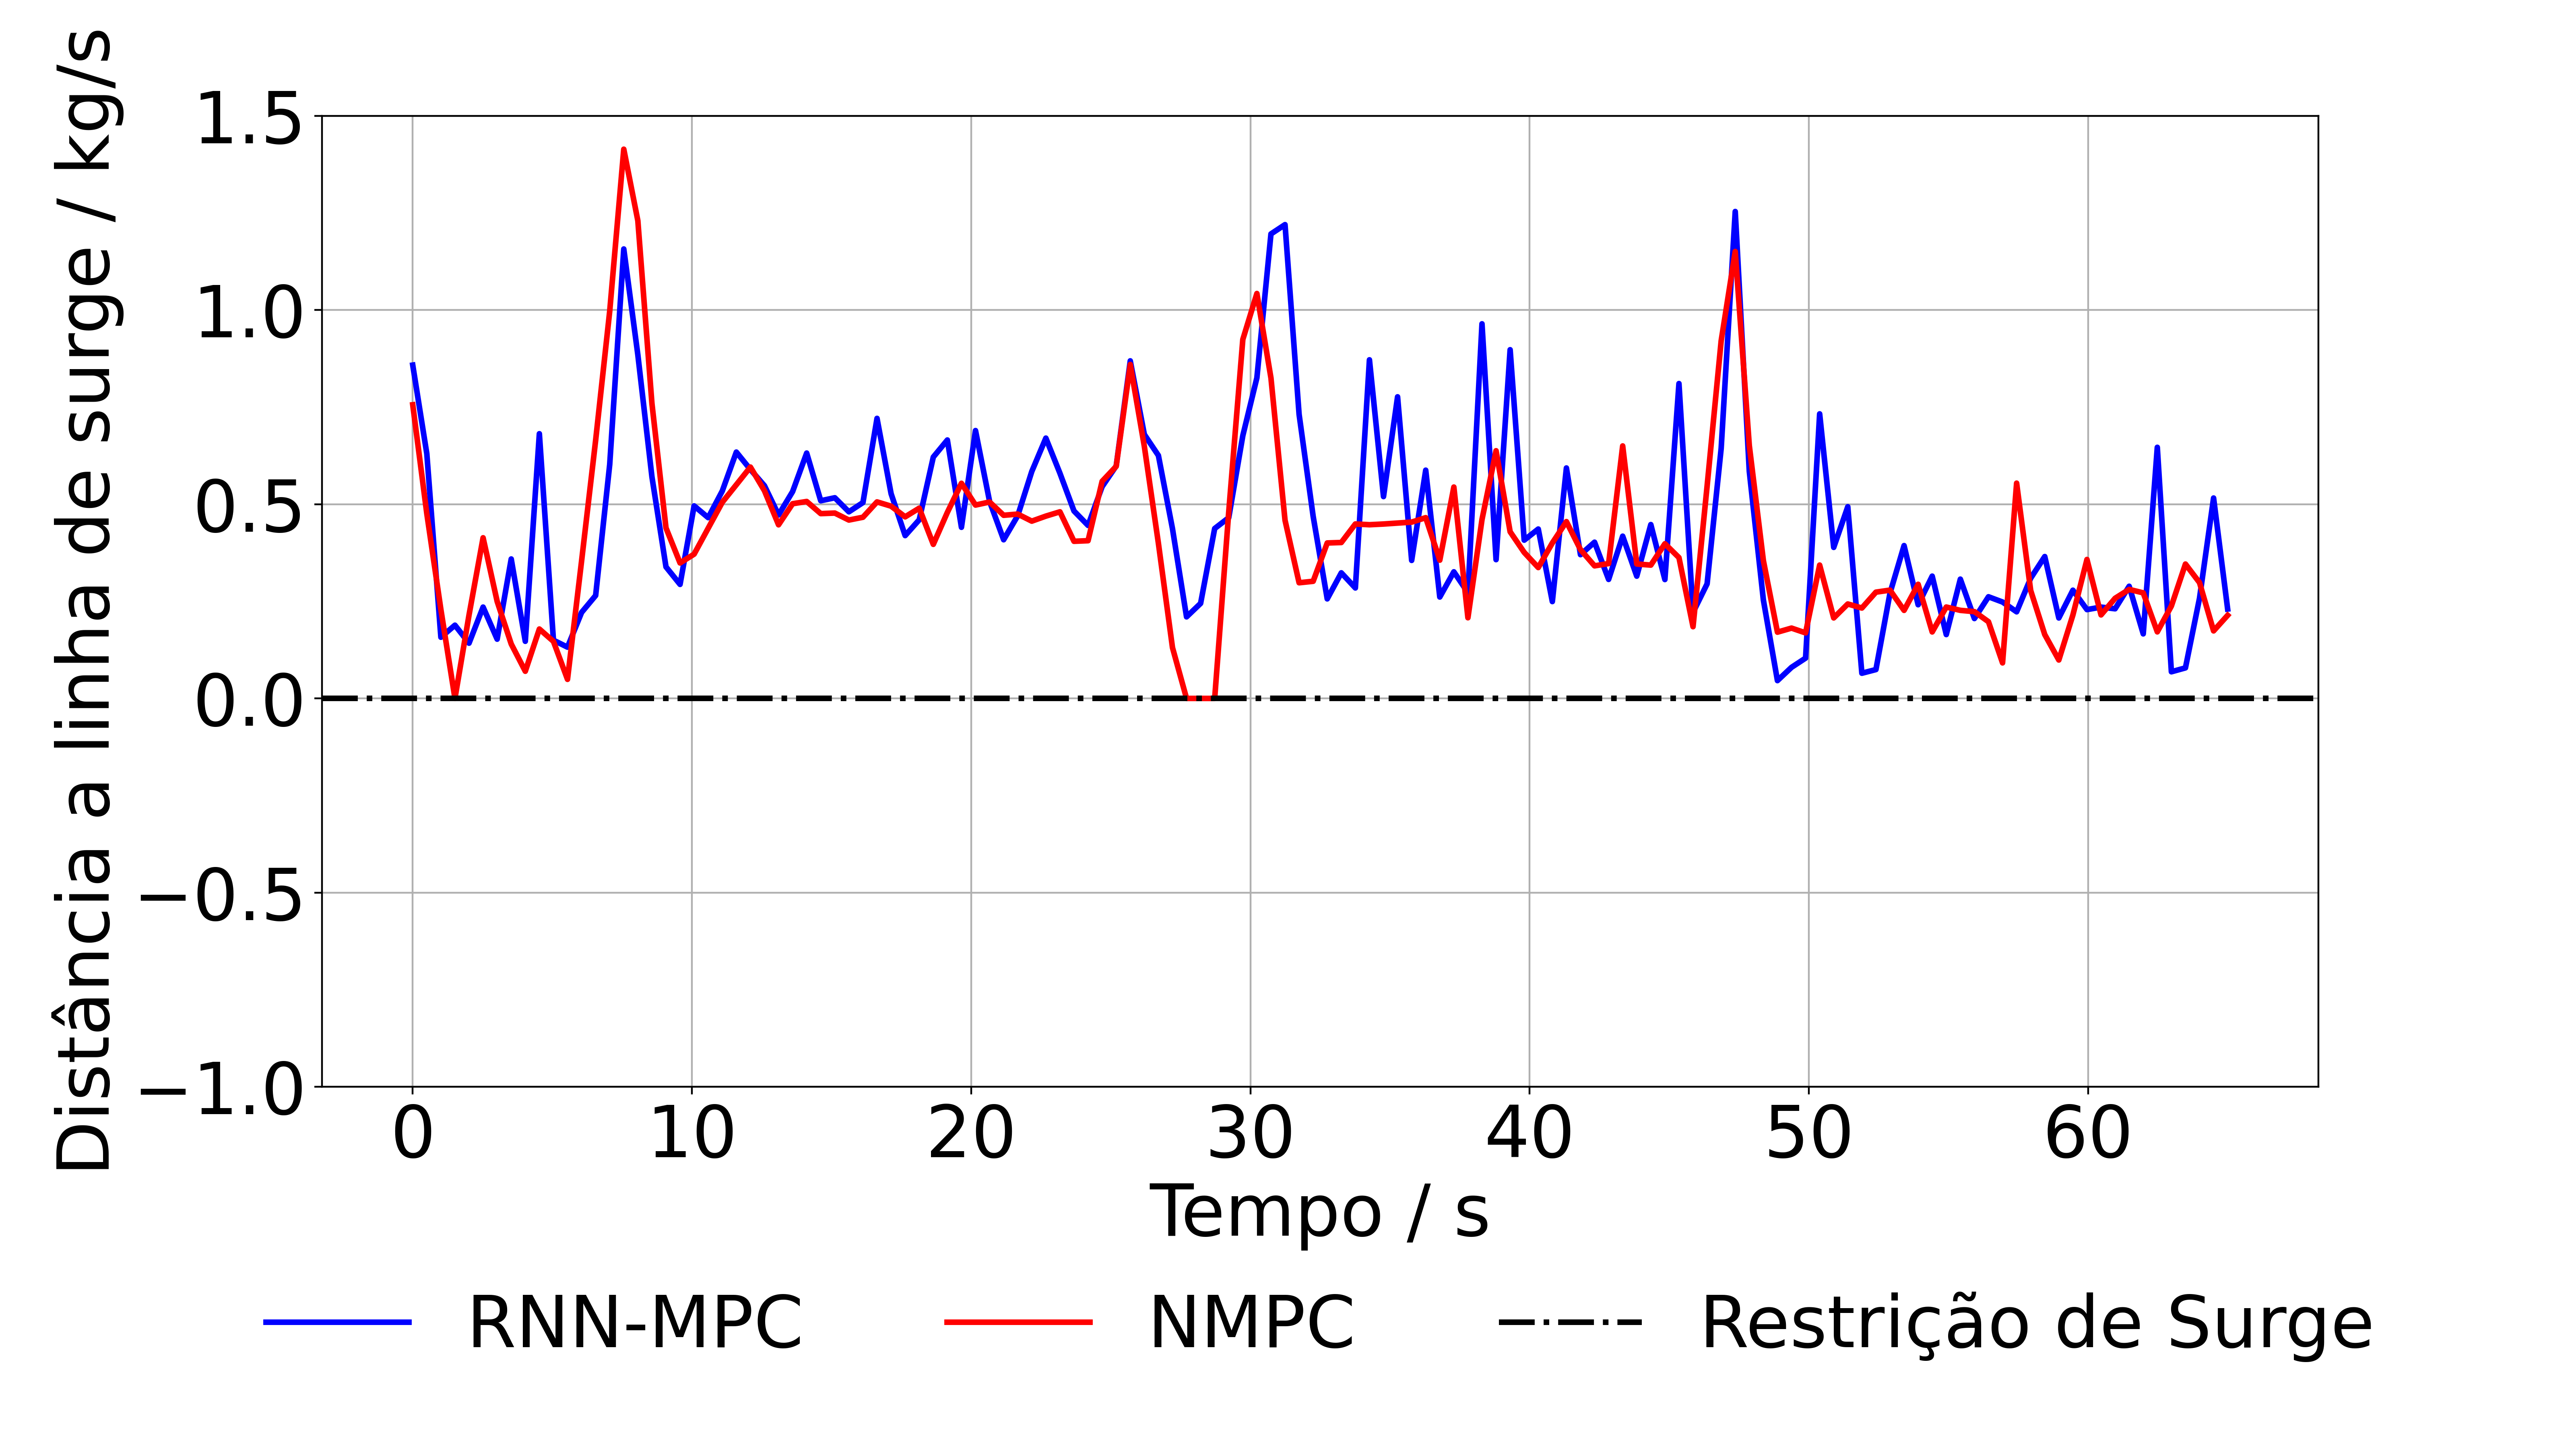 Distância a linha de surge / kg/s
1.5
1.0
0.5
0.0
−0.5
−1.0
0 10 20 30 40 50 60
Tempo / s
RNN-MPC NMPC Restrição de Surge